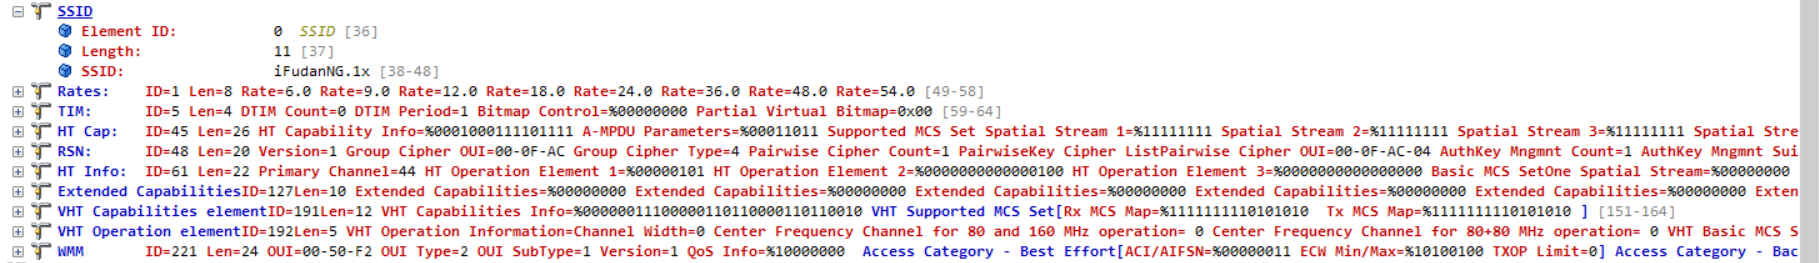 SSID
Element ID: 0 SSID [36]
Length: 11 [37]
SSID: iFudanNG.1x [38-48]
Rates: ID=1 Len=8 Rate=6.0 Rate=9.0 Rate=12.0 Rate=18.0 Rate=24.0 Rate=36.0 Rate=48.0 Rate=54.0 [49-58]
TIM: ID=5 Len=4 DTIM Count=0 DTIM Period=1 Bitmap Control=%00000000 Partial Virtual Bitmap=0x00 [59-64]
HT Cap: ID=45 Len=26 HT Capability Info=%0001000111101111 A-MPDU Parameters=%00011011 Supported MCS Set Spatial Stream 1=%11111111 Spatial Stream 2=%11111111 Spatial Stream 3=%11111111 Spatial Stre
RSN: ID=48 Len=20 Version=1 Group Cipher OUI=00-0F-AC Group Cipher Type=4 Pairwise Cipher Count=1 PairwiseKey Cipher ListPairwise Cipher OUI=00-0F-AC-04 AuthKey Mngmnt Count=1 AuthKey Mngmnt Sui
HT Info: ID=61 Len=22 Primary Channel=44 HT Operation Element 1=%00000101 HT Operation Element 2=%0000000000000100 HT Operation Element 3=%0000000000000000 Basic MCS SetOne Spatial Stream=%00000000
Extended CapabilitiesID=127Len=10 Extended Capabilities=%00000000 Extended Capabilities=%00000000 Extended Capabilities=%00000000 Extended Capabilities=%00000000 Exten
VHT Capabilities elementID=191Len=12 VHT Capabilities Info=%00000011100000110110000110110010 VHT Supported MCS Set[Rx MCS Map=%1111111110101010 Tx MCS Map=%1111111110101010 ] [151-164]
VHT Operation elementID=192Len=5 VHT Operation Information=Channel Width=0 Center Frequency Channel for 80 and 160 MHz operation= 0 Center Frequency Channel for 80+80 MHz operation= 0 VHT Basic MCS S
WMM ID=221 Len=24 OUI=00-50-F2 OUI Type=2 OUI SubType=1 Version=1 QoS Info=%10000000 Access Category - Best Effort[ACI/AIFSN=%00000011 ECW Min/Max=%10100100 TXOP Limit=0] Access Category - Bac